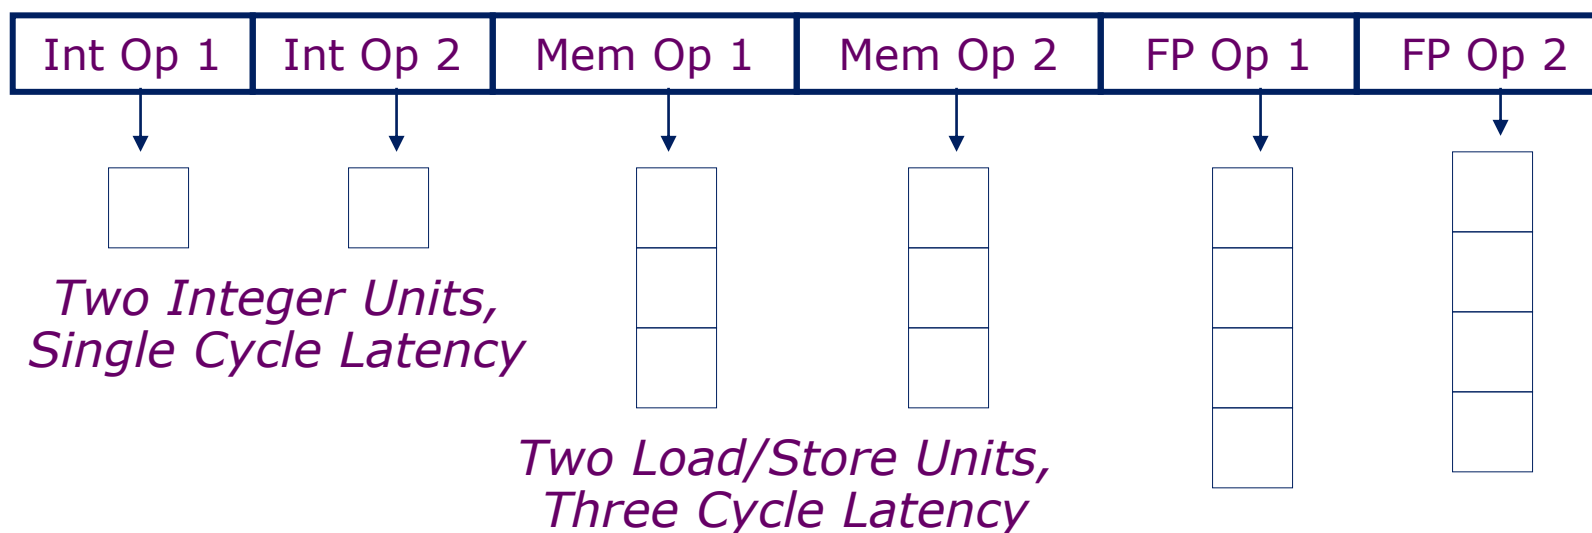 Int Op 1 Int Op 2 Mem Op 1 Mem Op 2 FP Op 1 FP Op 2
Two Integer Units,
Single Cycle Latency
Two Load/Store Units,
Three Cycle Latency